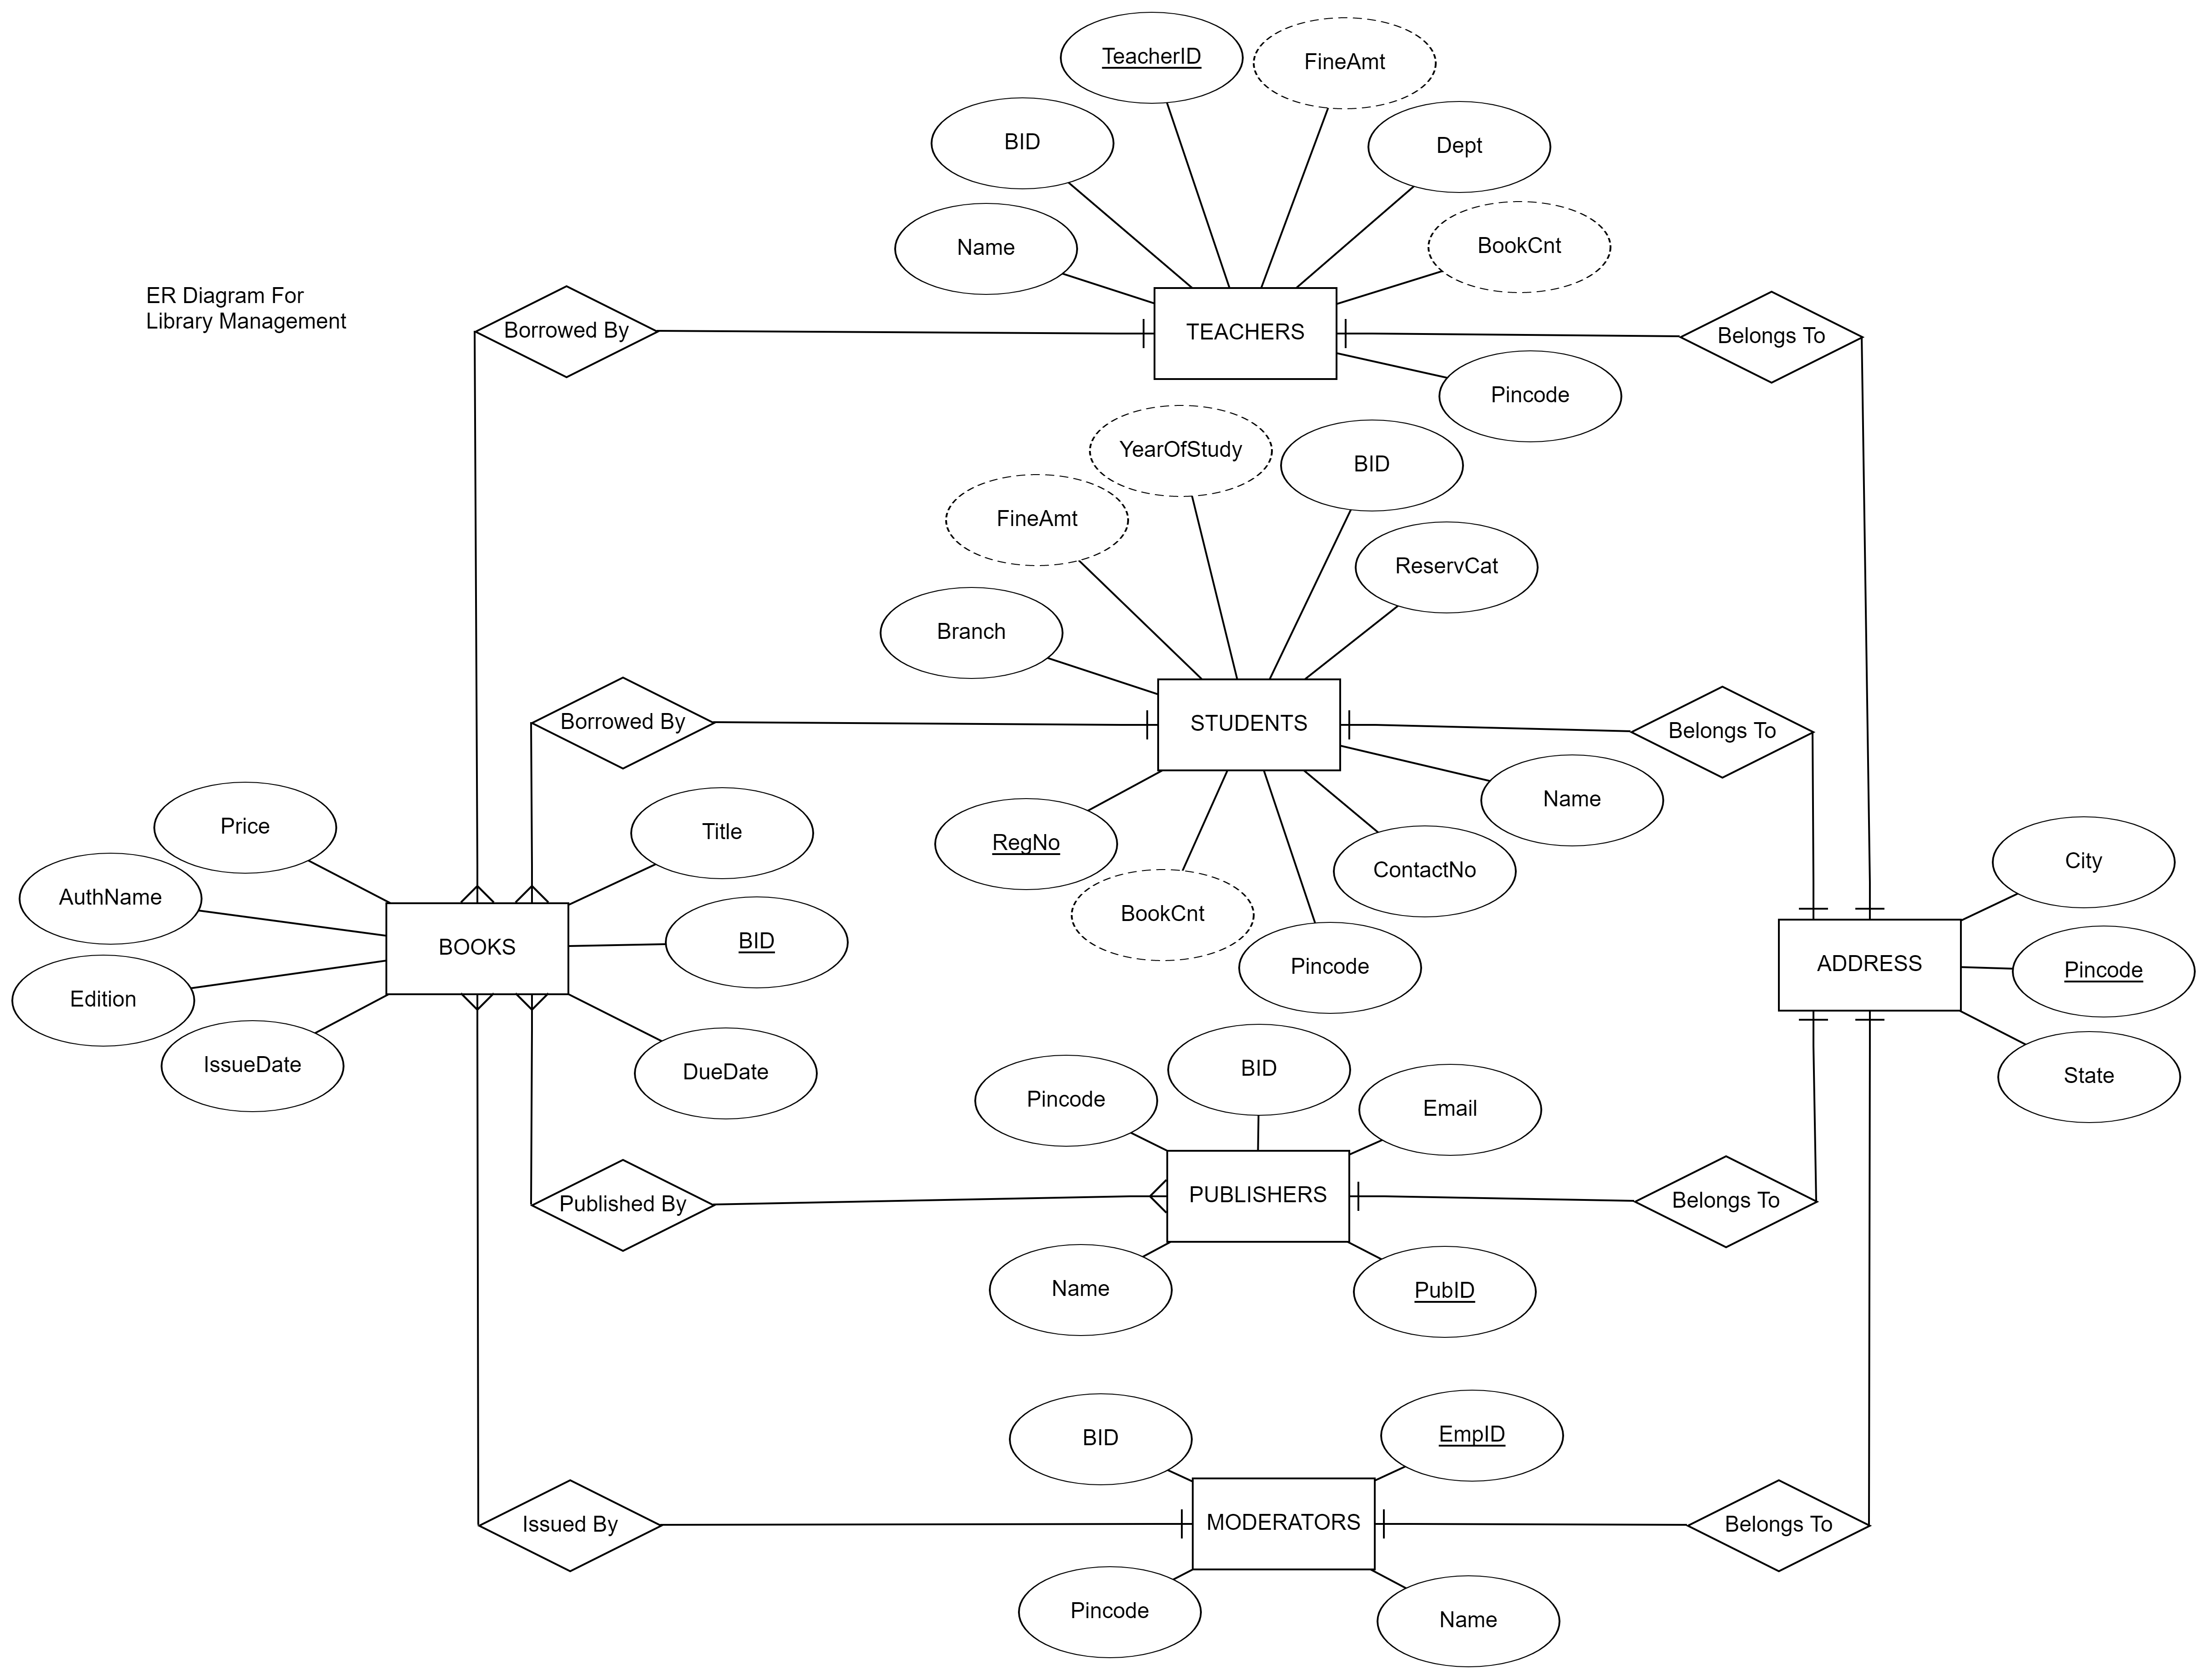 TeacherID
FineAmt
BID
Dept
Name
BookCnt
ER Diagram For
Library Management
Borrowed By
TEACHERS
Belongs To
Pincode
YearOfStudy
BID
FineAmt
ReservCat
Branch
Borrowed By
STUDENTS
Belongs To
Name
Price
Title
RegNo
ContactNo
City
AuthName
BookCnt
BID
BOOKS
Pincode
ADDRESS
Pincode
Edition
IssueDate
DueDate
BID
State
Pincode
Email
Published By
PUBLISHERS
Belongs To
Name
PubID
BID
EmpID
Issued By
MODERATORS
Belongs To
Pincode
Name